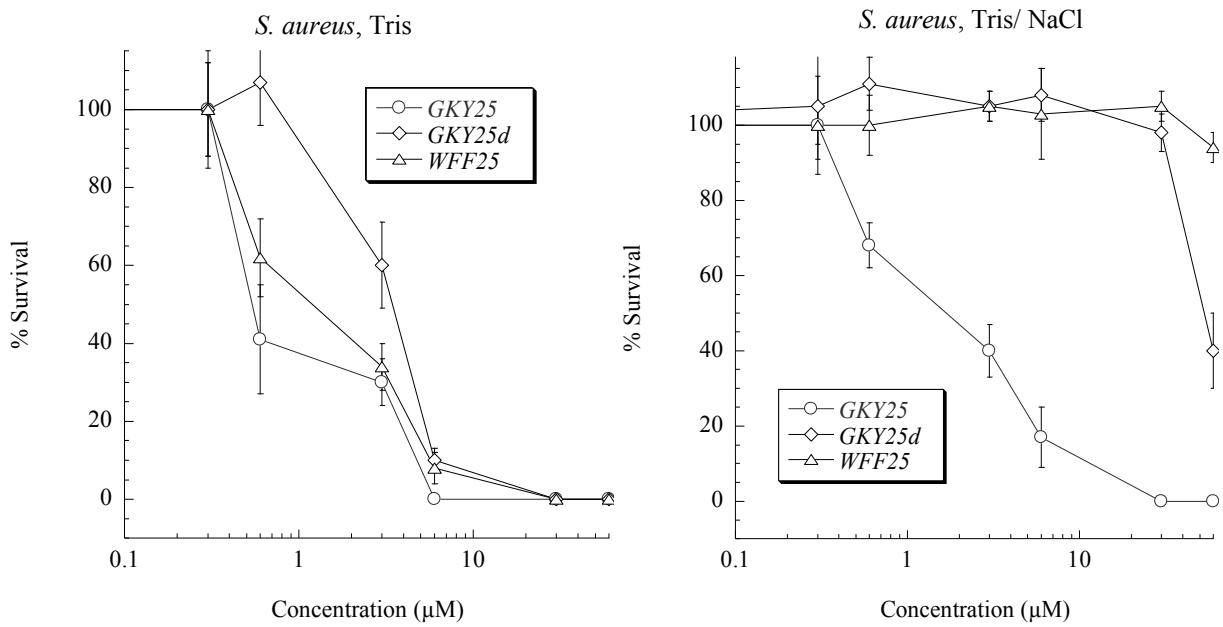 S. aureus, Tris
100
80
60
40
20
0
% Survival
GKY25
GKY25d
WFF25
0.1
1
10
Concentration (μM)
S. aureus, Tris/ NaCl
100
80
60
40
20
0
% Survival
GKY25
GKY25d
WFF25
0.1
1
10
Concentration (μM)